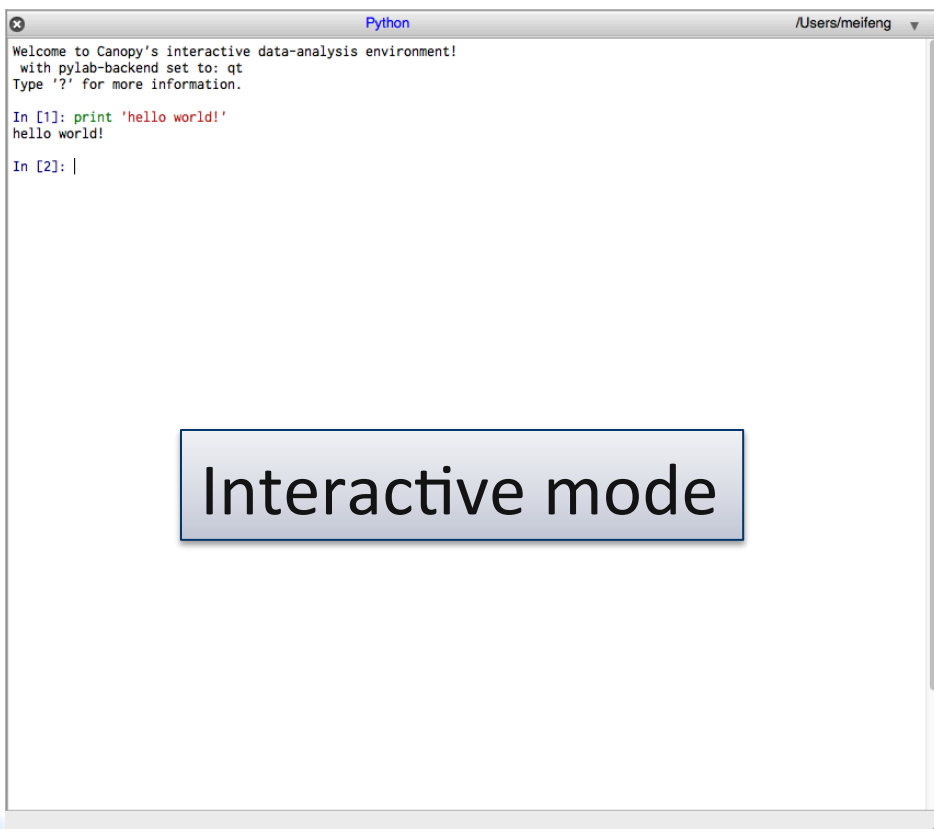 Python /Users/meifeng
Welcome to Canopy's interactive data-analysis environment!
with pylab-backend set to: qt
Type '?' for more information.
In [1]: print 'hello world!'
hello world!
In [2]:
Interactive mode